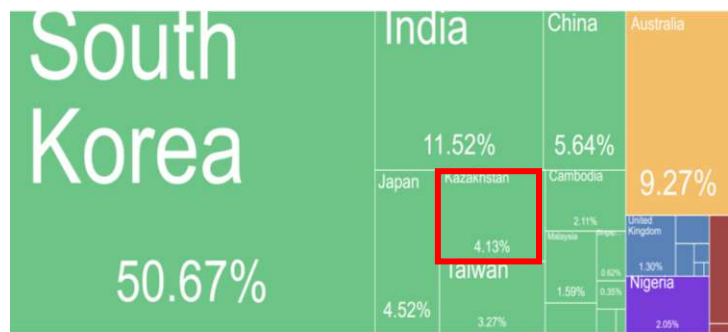 South
Korea
50.67%
India
11.52%
China
5.64%
Australia
9.27%
Japan
4.52%
Kazakhstan
4.13%
Taiwan
3.27%
Cambodia
2.11%
Malaysia
1.59%
0.62%
0.35%
United
Kingdom
1.30%
Nigeria
2.05%